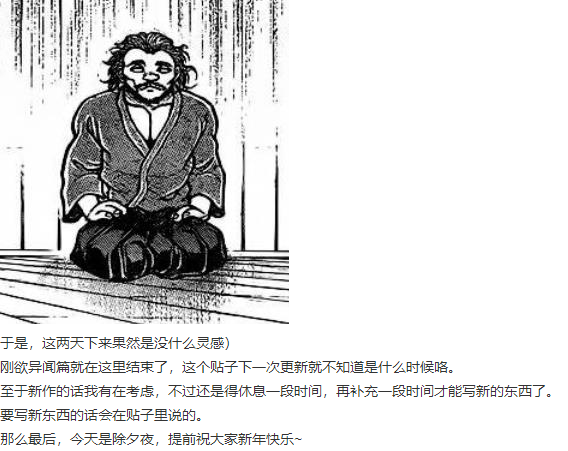 于是，这两天下来果然是没什么灵感）
刚欲异闻篇就在这里结束了，这个贴子下一次更新就不知道是什么时候咯。
至于新作的话我有在考虑，不过还是得休息一段时间，再补充一段时间才能写新的东西了。
要写新东西的话会在贴子里说的。
那么最后，今天是除夕夜，提前祝大家新年快乐~